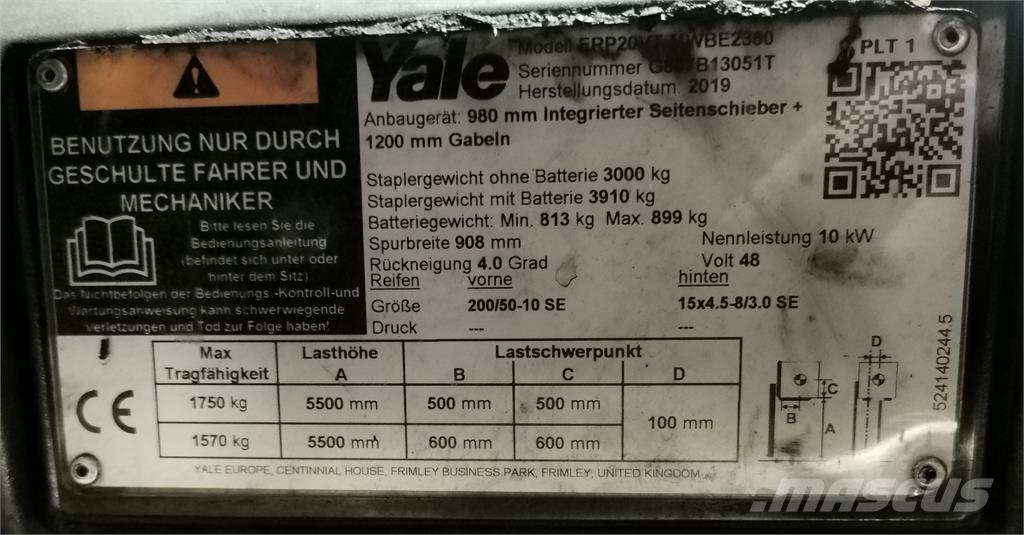 Yale
Modell ERP20VT MWBE2380
Seriennummer B13051T
Herstellungsdatum: 2019
PLT 1
Anbaugerät: 980 mm Integrierter Seitenschieber +
1200 mm Gabeln
BENUTZUNG NUR DURCH
GESCHULTE FAHRER UND
MECHANIKER
Bitte lesen Sie die
Bedienungsanleitung
(befindet sich unter oder
hinter dem Sitz)
Das Nichtbefolgen der Bedienungs.-Kontroll-und
Wartungsanweisung kann schwerwiegende
Verletzungen und Tod zur Folge haben!
Staplergewicht ohne Batterie 3000 kg
Staplergewicht mit Batterie 3910 kg
Batteriegewicht: Min. 813 kg Max. 899 kg
Spurbreite 908 mm
Nennleistung 10 kW
Rückneigung 4.0 Grad
Volt 48
Reifen vorne hinten
Größe 200/50-10 SE 15x4.5-8/3.0 SE
Druck --- ---
Max Tragfähigkeit
Lasthöhe
Lastschwerpunkt
A B C D
1750 kg 5500 mm 500 mm 500 mm
100 mm
1570 kg 5500 mm 600 mm 600 mm
CE
D
C
B
A
524140244.5
YALE EUROPE, CENTINNIAL HOUSE, FRIMLEY BUSINESS PARK, FRIMLEY, UNITED KINGDOM
MASCUS